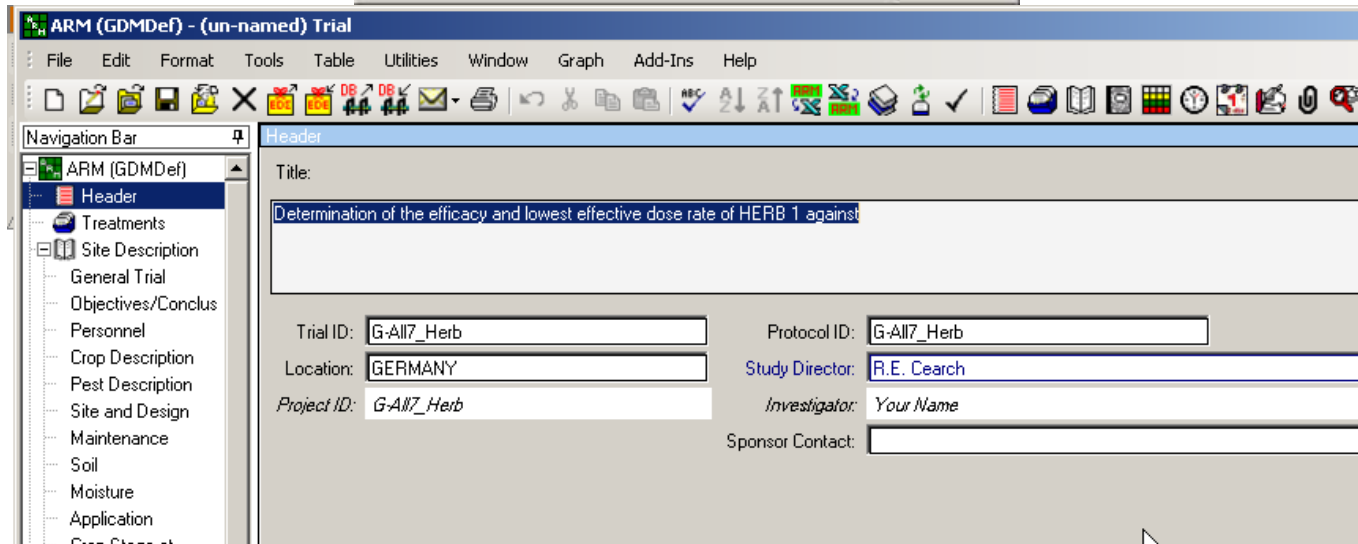 ARM (GDMDef) - (un-named) Trial
File Edit Format Tools Table Utilities Window Graph Add-Ins Help
Navigation Bar
Header
ARM (GDMDef)
Header
Treatments
Site Description
General Trial
Objectives/Conclus
Personnel
Crop Description
Pest Description
Site and Design
Maintenance
Soil
Moisture
Application
Title:
Determination of the efficacy and lowest effective dose rate of HERB 1 against
Trial ID: G-All7_Herb Protocol ID: G-All7_Herb
Location: GERMANY Study Director: R.E. Cearch
Project ID: G-All7_Herb Investigator: Your Name
Sponsor Contact: